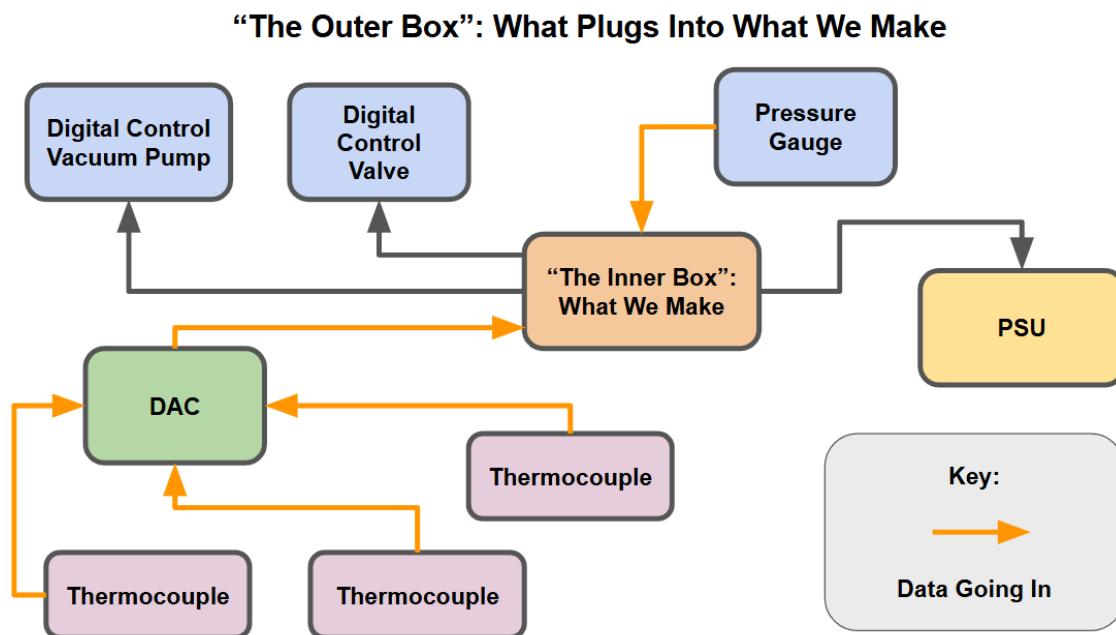 “The Outer Box”: What Plugs Into What We Make
Digital Control
Vacuum Pump
Digital
Control
Valve
Pressure
Gauge
“The Inner Box”:
What We Make
PSU
DAC
Thermocouple
Thermocouple
Thermocouple
Key:
Data Going In